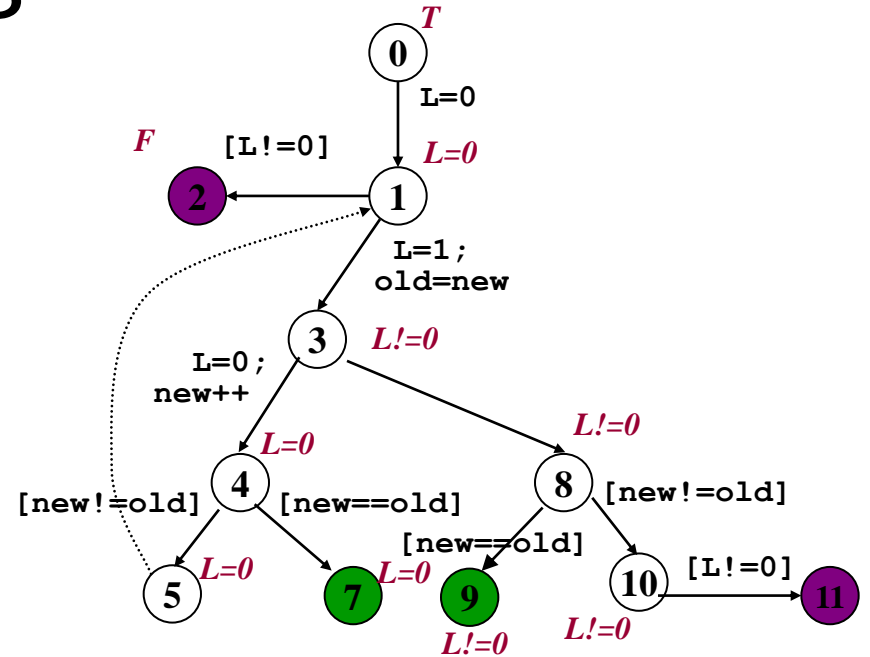 T
0
L=0
F
[L!=0]
L=0
2
1
L=1;
old=new
3
L!=0
L=0;
new++
L!=0
L=0
4
8
[new!=old]
[new==old]
[new!=old]
[new==old]
5
L=0
7
L=0
9
10
[L!=0]
11
L!=0
L!=0